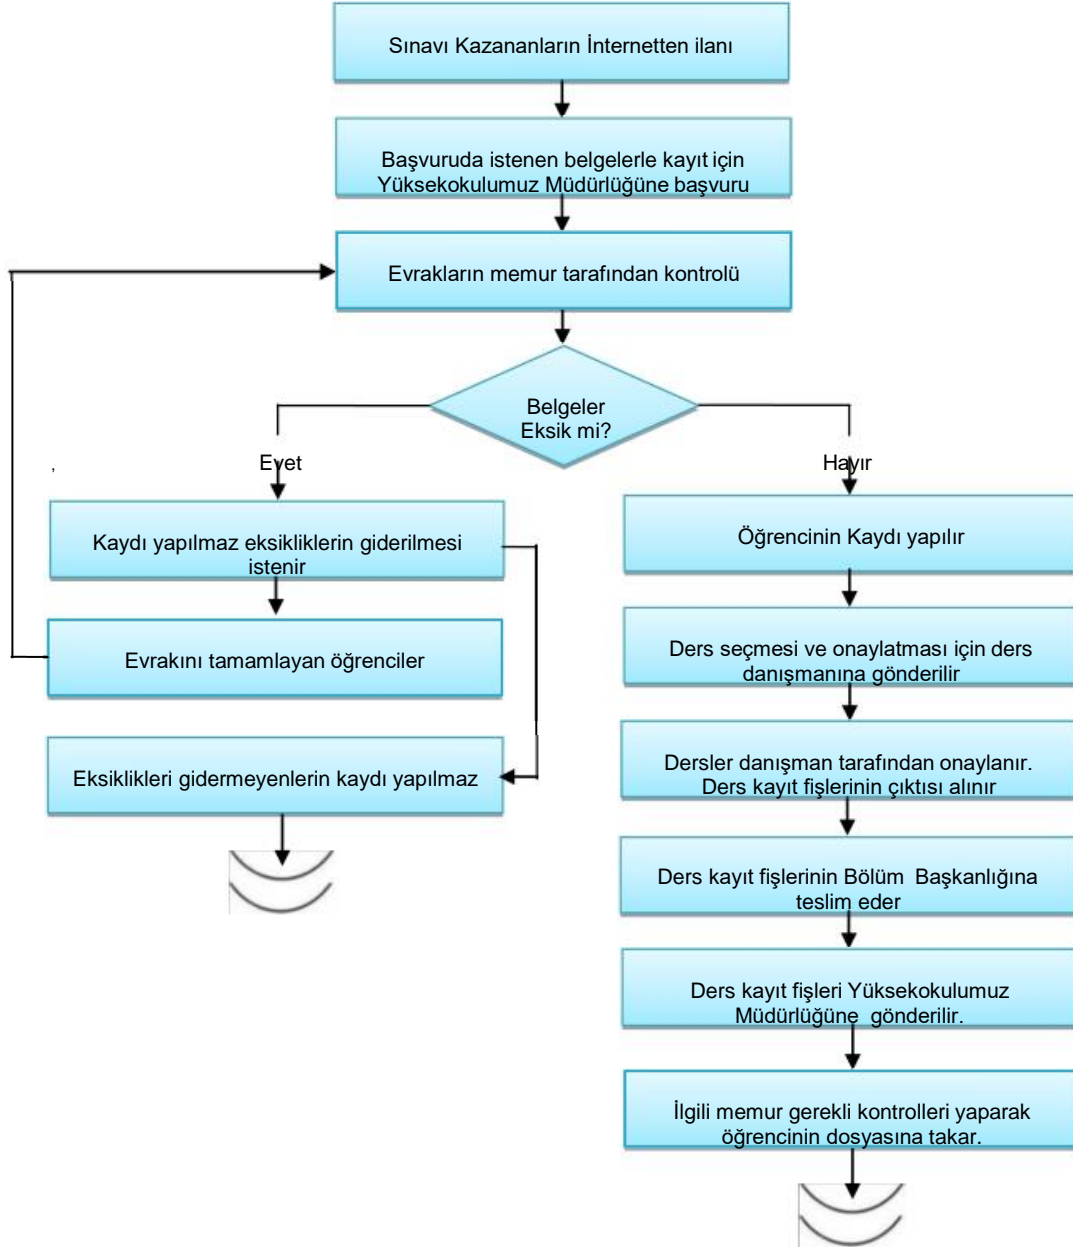 Sınavı Kazananların İnternetten ilanı
Başvuruda istenen belgelerle kayıt için
Yüksekokulumuz Müdürlüğüne başvuru
Evrakların memur tarafından kontrolü
Belgeler
Eksik mi?
,
Evet
Hayır
Kaydı yapılmaz eksikliklerin giderilmesi
istenir
Evrakını tamamlayan öğrenciler
Eksiklikleri gidermeyenlerin kaydı yapılmaz
Öğrencinin Kaydı yapılır
Ders seçmesi ve onaylatması için ders
danışmanına gönderilir
Dersler danışman tarafından onaylanır.
Ders kayıt fişlerinin çıktısı alınır
Ders kayıt fişlerinin Bölüm Başkanlığına
teslim eder
Ders kayıt fişleri Yüksekokulumuz
Müdürlüğüne gönderilir.
İlgili memur gerekli kontrolleri yaparak
öğrencinin dosyasına takar.